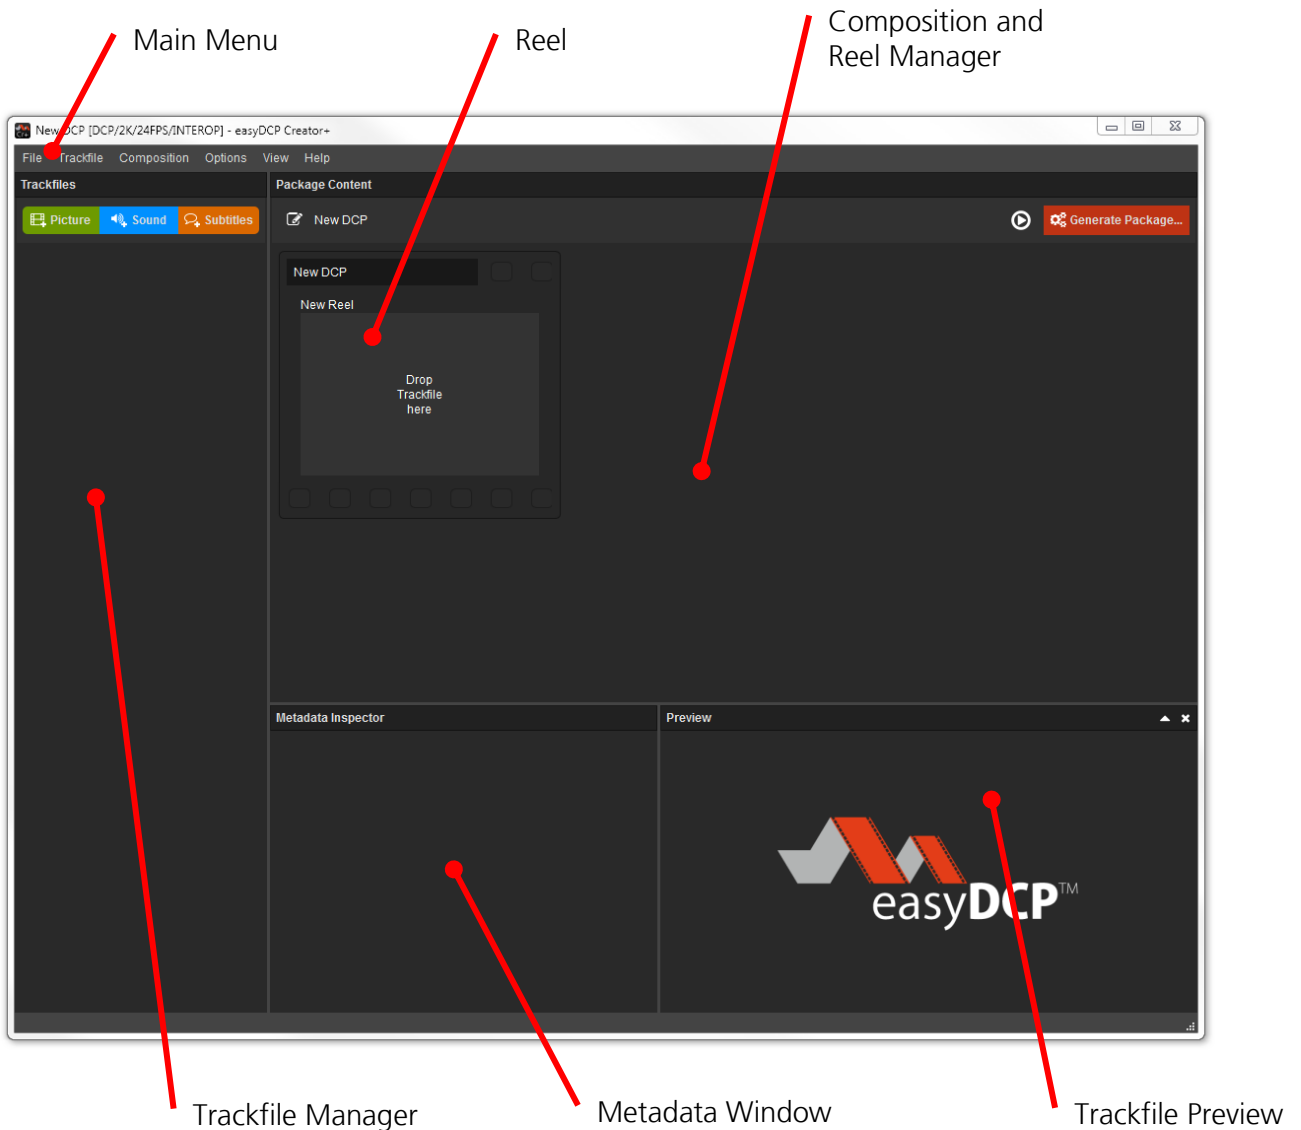 Main Menu
Reel
Composition and
Reel Manager
New DCP [DCP/2K/24FPS/INTEROP] - easyDCP Creator+
File Trackfile Composition Options View Help
Trackfiles
Package Content
Picture Sound Subtitles
New DCP
Generate Package...
New DCP
New Reel
Drop
Trackfile
here
Metadata Inspector
Preview
easyDCP™
Trackfile Manager
Metadata Window
Trackfile Preview